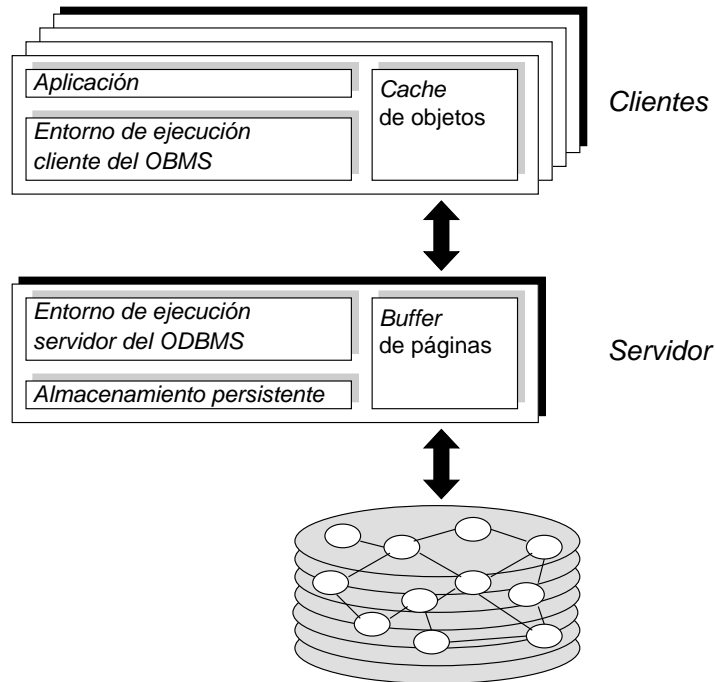 Aplicación
Entorno de ejecución
cliente del OBMS
Cache
de objetos
Clientes
Entorno de ejecución
servidor del ODBMS
Almacenamiento persistente
Buffer
de páginas
Servidor